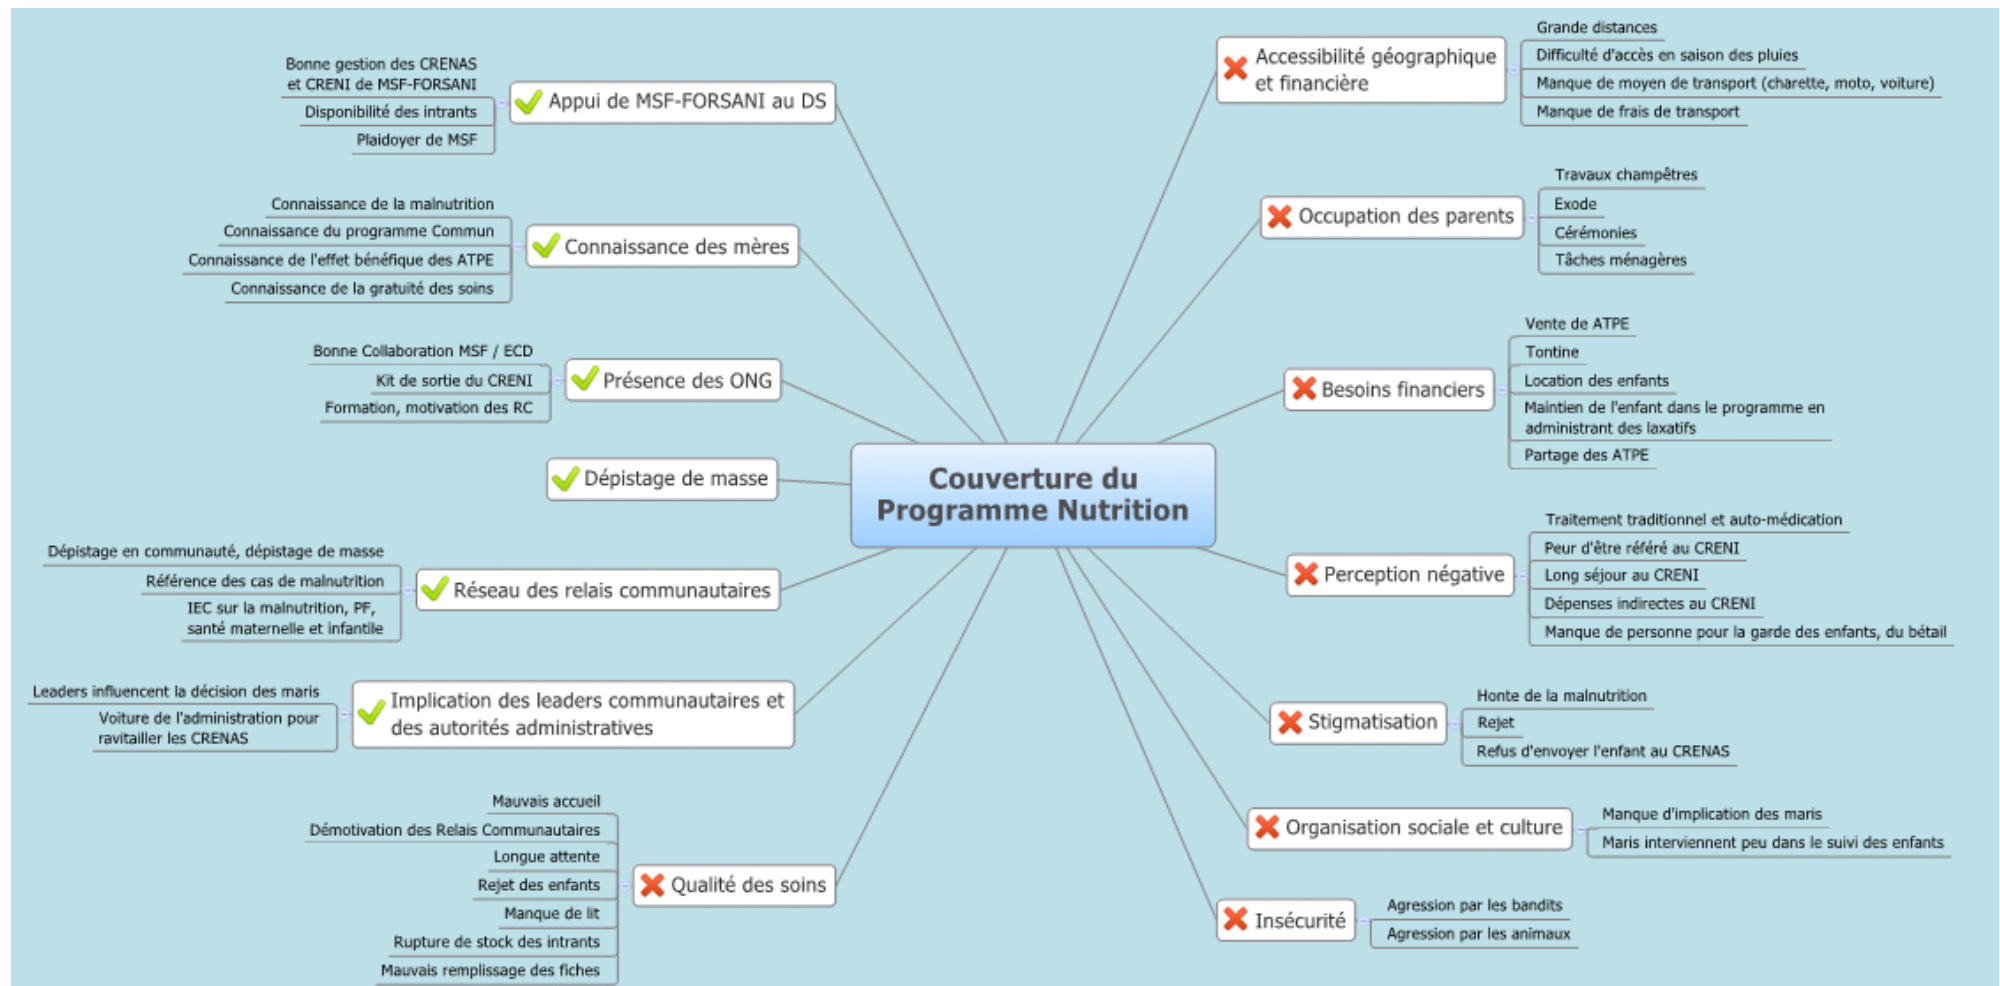 Couverture du
Programme Nutrition
Appui de MSF-FORSANI au DS
Bonne gestion des CRENAS
et CRENI de MSF-FORSANI
Disponibilité des intrants
Plaidoyer de MSF
Connaissance des mères
Connaissance de la malnutrition
Connaissance du programme Commun
Connaissance de l'effet bénéfique des ATPE
Connaissance de la gratuité des soins
Présence des ONG
Bonne Collaboration MSF / ECD
Kit de sortie du CRENI
Formation, motivation des RC
Dépistage de masse
Réseau des relais communautaires
Dépistage en communauté, dépistage de masse
Référence des cas de malnutrition
IEC sur la malnutrition, PF,
santé maternelle et infantile
Implication des leaders communautaires et
des autorités administratives
Leaders influencent la décision des maris
Voiture de l'administration pour
ravitailler les CRENAS
Qualité des soins
Mauvais accueil
Démotivation des Relais Communautaires
Longue attente
Rejet des enfants
Manque de lit
Rupture de stock des intrants
Mauvais remplissage des fiches
Accessibilité géographique
et financière
Grande distances
Difficulté d'accès en saison des pluies
Manque de moyen de transport (charette, moto, voiture)
Manque de frais de transport
Occupation des parents
Travaux champêtres
Exode
Cérémonies
Tâches ménagères
Besoins financiers
Vente de ATPE
Tontine
Location des enfants
Maintien de l'enfant dans le programme en
administrant des laxatifs
Partage des ATPE
Perception négative
Traitement traditionnel et auto-médication
Peur d'être référé au CRENI
Long séjour au CRENI
Dépenses indirectes au CRENI
Manque de personne pour la garde des enfants, du bétail
Stigmatisation
Honte de la malnutrition
Rejet
Refus d'envoyer l'enfant au CRENAS
Organisation sociale et culture
Manque d'implication des maris
Maris interviennent peu dans le suivi des enfants
Insécurité
Agression par les bandits
Agression par les animaux